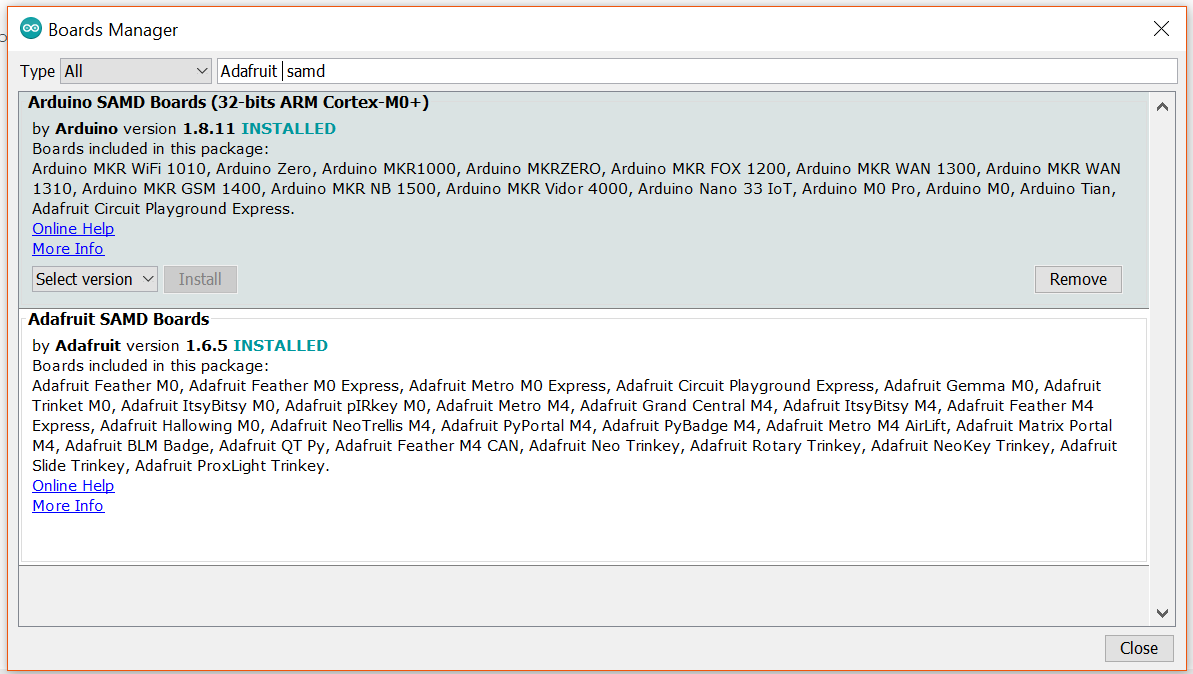 Boards Manager
Type All Adafruit samd
Arduino SAMD Boards (32-bits ARM Cortex-M0+)
by Arduino version 1.8.11 INSTALLED
Boards included in this package:
Arduino MKR WiFi 1010, Arduino Zero, Arduino MKR1000, Arduino MKRZERO, Arduino MKR FOX 1200, Arduino MKR WAN 1300, Arduino MKR WAN
1310, Arduino MKR GSM 1400, Arduino MKR NB 1500, Arduino MKR Vidor 4000, Arduino Nano 33 IoT, Arduino M0 Pro, Arduino M0, Arduino Tian,
Adafruit Circuit Playground Express.
Online Help
More Info
Select version Install Remove
Adafruit SAMD Boards
by Adafruit version 1.6.5 INSTALLED
Boards included in this package:
Adafruit Feather M0, Adafruit Feather M0 Express, Adafruit Metro M0 Express, Adafruit Circuit Playground Express, Adafruit Gemma M0, Adafruit
Trinket M0, Adafruit ItsyBitsy M0, Adafruit pIRkey M0, Adafruit Metro M4, Adafruit Grand Central M4, Adafruit ItsyBitsy M4, Adafruit Feather M4
Express, Adafruit Hallowing M0, Adafruit NeoTrellis M4, Adafruit PyPortal M4, Adafruit PyBadge M4, Adafruit Metro M4 AirLift, Adafruit Matrix Portal
M4, Adafruit BLM Badge, Adafruit QT Py, Adafruit Feather M4 CAN, Adafruit Neo Trinkey, Adafruit Rotary Trinkey, Adafruit NeoKey Trinkey, Adafruit
Slide Trinkey, Adafruit ProxLight Trinkey.
Online Help
More Info
Close